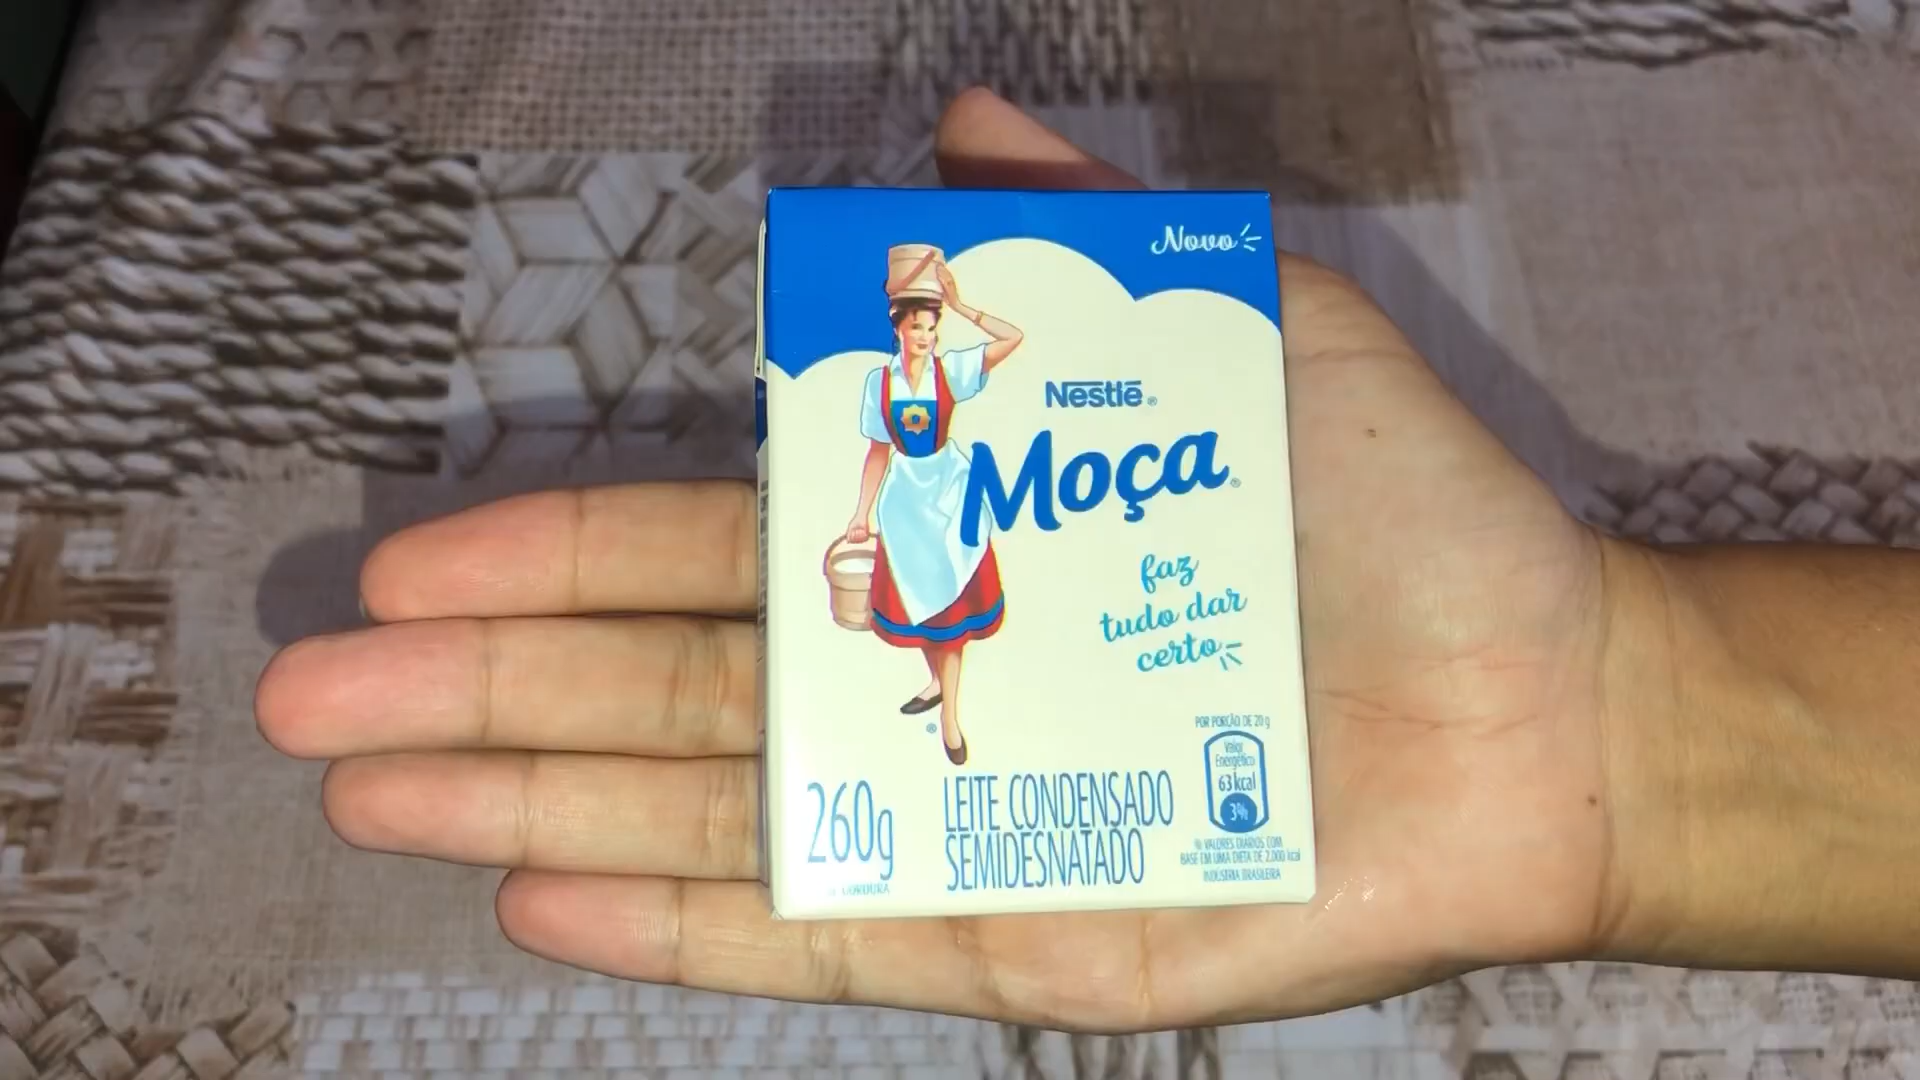 Novo
Nestlé®
Moça®
faz
tudo dar
certo
POR PORÇÃO DE 20 g
Valor
Energético
63 kcal
3%
% VALORES DIÁRIOS COM
BASE EM UMA DIETA DE 2.000 kcal
INDÚSTRIA BRASILEIRA
®
260g
GORDURA
LEITE CONDENSADO
SEMIDESNATADO